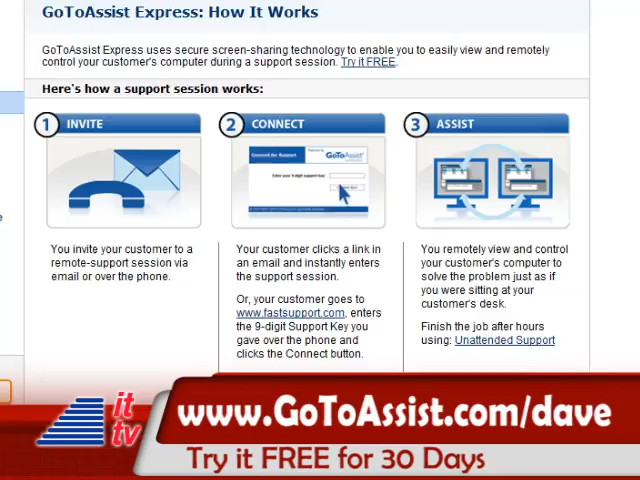 GoToAssist Express: How It Works
GoToAssist Express uses secure screen-sharing technology to enable you to easily view and remotely
control your customer's computer during a support session. Try it FREE.
Here's how a support session works:
1 INVITE
You invite your customer to a
remote-support session via
email or over the phone.
2 CONNECT
Connect for Support
GoToAssist
Enter your 9-digit support key:
Your customer clicks a link in
an email and instantly enters
the support session.
Or, your customer goes to
www.fastsupport.com, enters
the 9-digit Support Key you
gave over the phone and
clicks the Connect button.
3 ASSIST
You remotely view and control
your customer's computer to
solve the problem just as if
you were sitting at your
customer's desk.
Finish the job after hours
using: Unattended Support
it
tv
www.GoToAssist.com/dave
Try it FREE for 30 Days